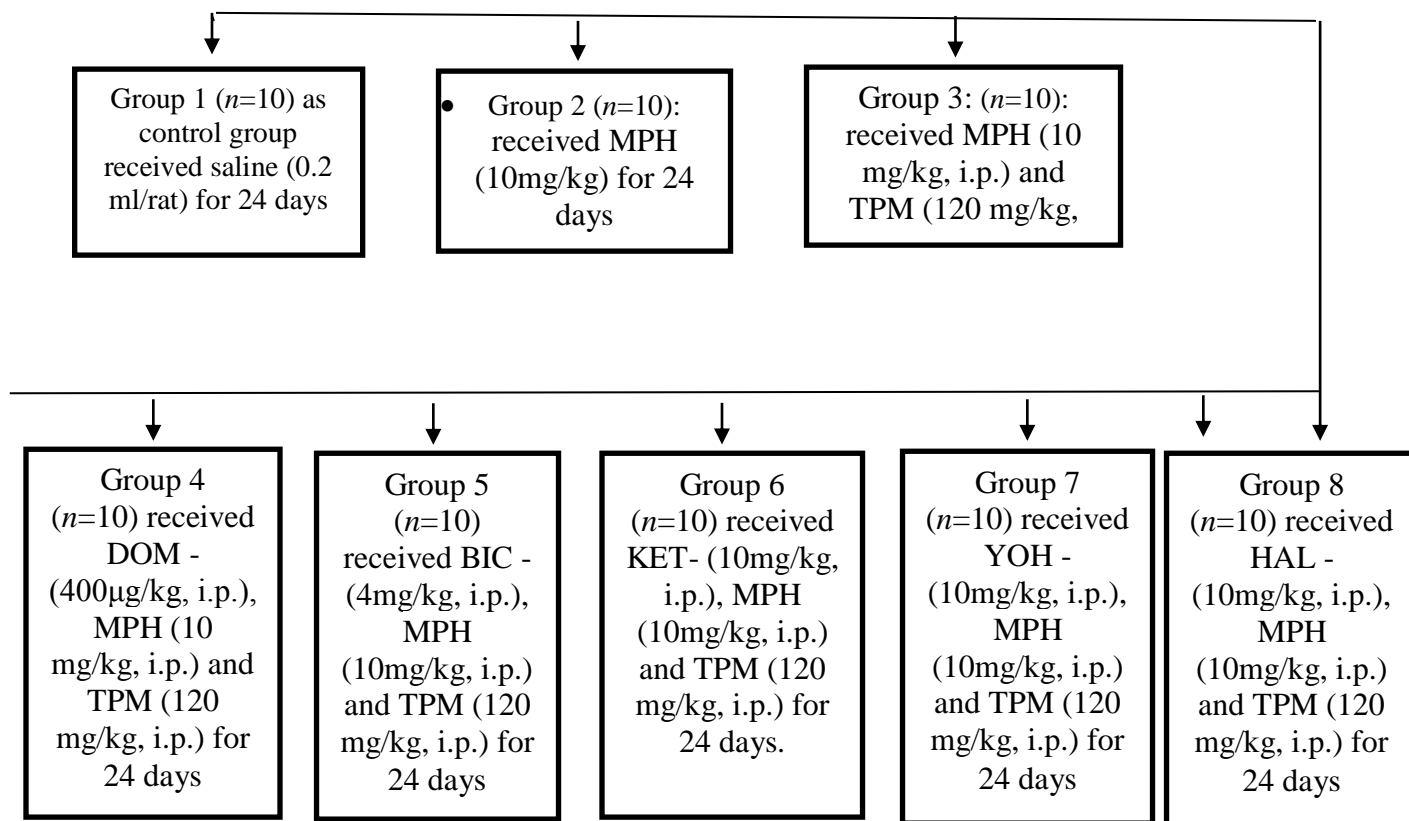 Group 1 (n=10) as
control group
received saline (0.2
ml/rat) for 24 days
• Group 2 (n=10):
received MPH
(10mg/kg) for 24
days
Group 3: (n=10):
received MPH (10
mg/kg, i.p.) and
TPM (120 mg/kg,
Group 4
(n=10) received
DOM -
(400μg/kg, i.p.),
MPH (10
mg/kg, i.p.) and
TPM (120
mg/kg, i.p.) for
24 days
Group 5
(n=10)
received BIC -
(4mg/kg, i.p.),
MPH
(10mg/kg, i.p.)
and TPM (120
mg/kg, i.p.) for
24 days
Group 6
(n=10) received
KET- (10mg/kg,
i.p.), MPH
(10mg/kg, i.p.)
and TPM (120
mg/kg, i.p.) for
24 days.
Group 7
(n=10) received
YOH -
(10mg/kg, i.p.),
MPH
(10mg/kg, i.p.)
and TPM (120
mg/kg, i.p.) for
24 days
Group 8
(n=10) received
HAL -
(10mg/kg, i.p.),
MPH
(10mg/kg, i.p.)
and TPM (120
mg/kg, i.p.) for
24 days